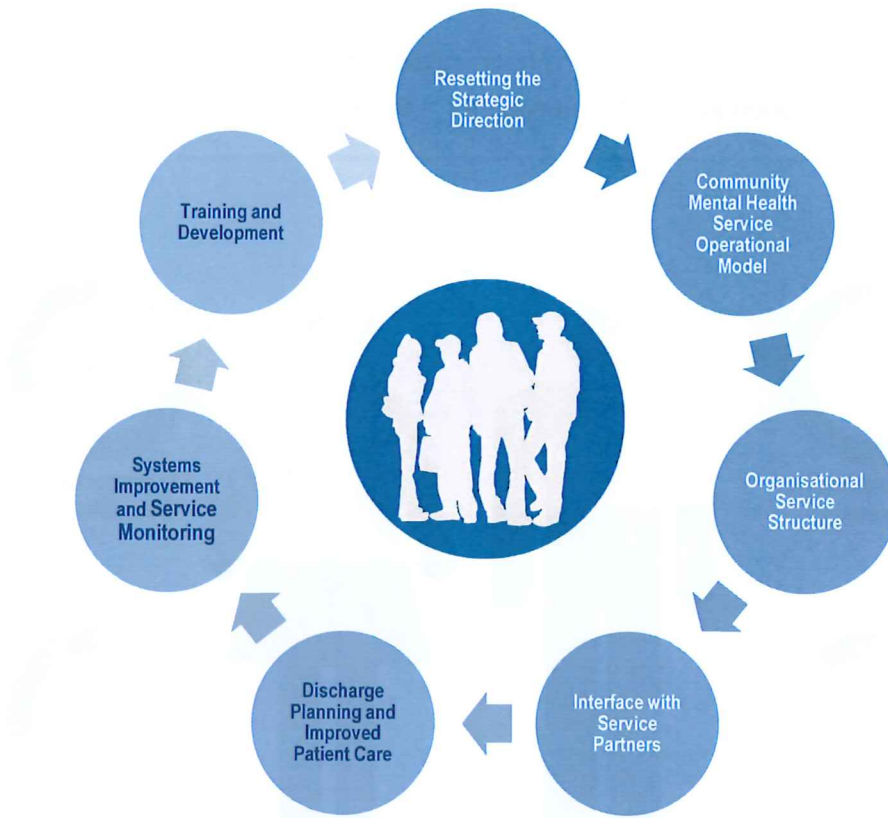 Resetting the
Strategic
Direction
Community
Mental Health
Service
Operational
Model
Organisational
Service
Structure
Interface with
Service
Partners
Discharge
Planning and
Improved
Patient Care
Systems
Improvement
and Service
Monitoring
Training and
Development